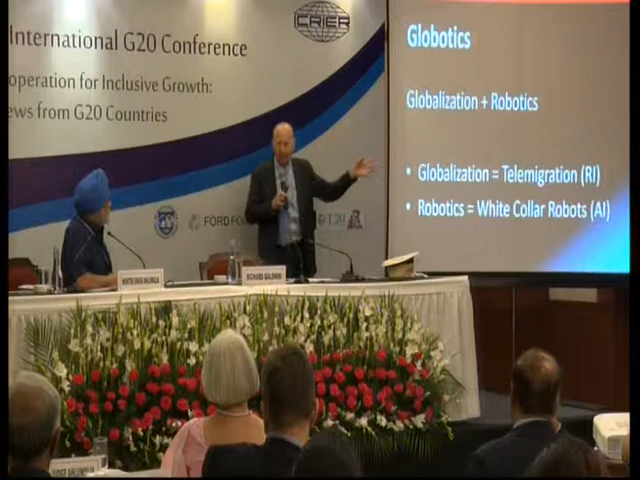 ICRIER
International G20 Conference
operation for Inclusive Growth:
ews from G20 Countries
Globotics
Globalization + Robotics
• Globalization = Telemigration (RI)
• Robotics = White Collar Robots (AI)
FORD FO
RICHARD BALDWIN